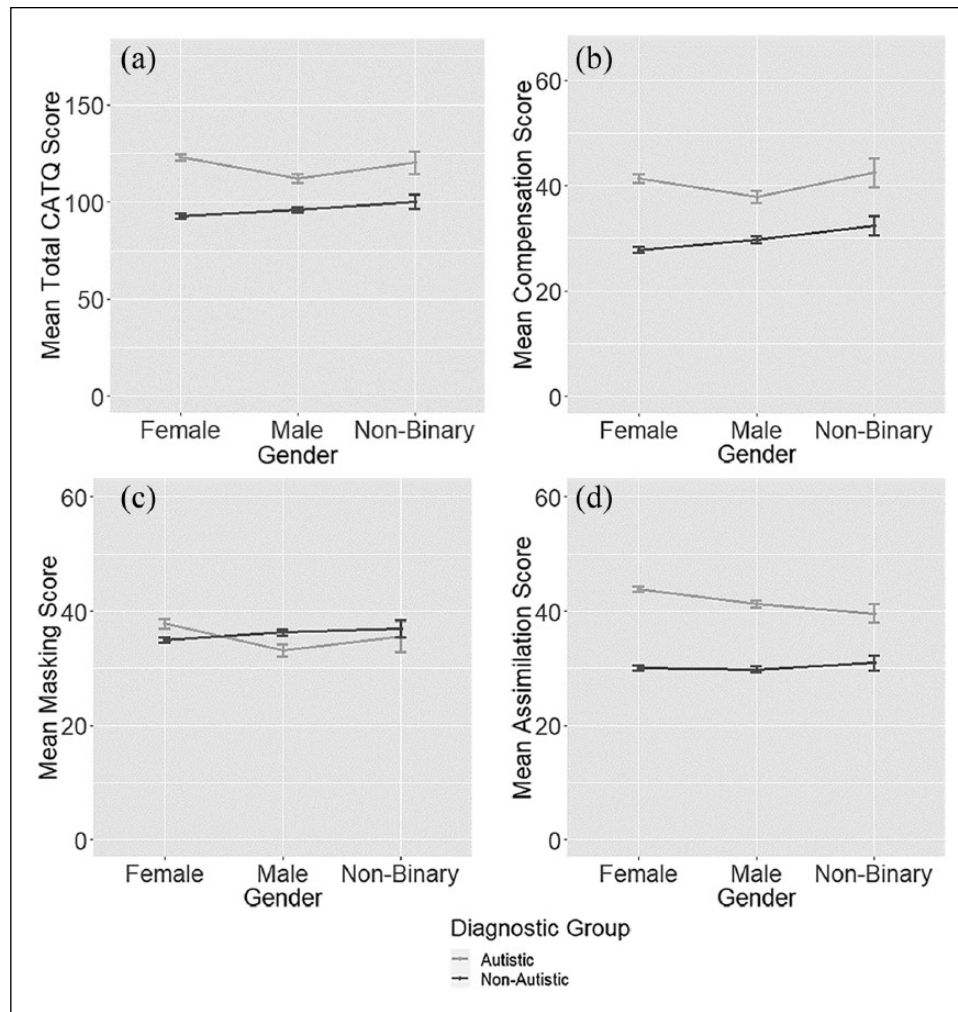 (a)
Mean Total CATQ Score
150
100
50
0
Female Male Non-Binary
Gender
(b)
Mean Compensation Score
60
40
20
0
Female Male Non-Binary
Gender
(c)
Mean Masking Score
60
40
20
0
Female Male Non-Binary
Gender
(d)
Mean Assimilation Score
60
40
20
0
Female Male Non-Binary
Gender
Diagnostic Group
Autistic
Non-Autistic